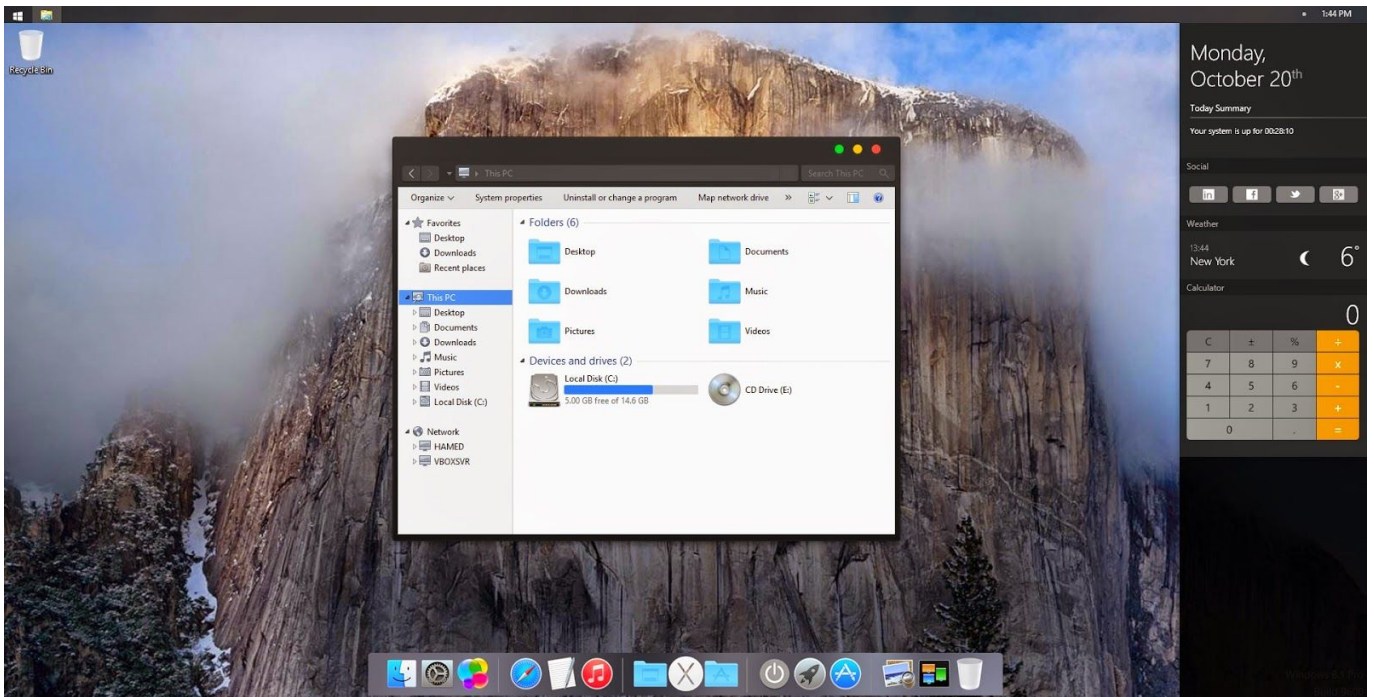 1:44 PM
Recycle Bin
Monday,
October 20th
Today Summary
Your system is up for 00:28:10
Social
in f g+
Weather
13:44
New York
6°
Calculator
0
C ± % ÷
7 8 9 x
4 5 6 -
1 2 3 +
0 . =
This PC
Search This PC
Organize
System properties
Uninstall or change a program
Map network drive
»
Favorites
Desktop
Downloads
Recent places
This PC
Desktop
Documents
Downloads
Music
Pictures
Videos
Local Disk (C:)
Network
HAMED
VBOXSVR
Folders (6)
Desktop
Documents
Downloads
Music
Pictures
Videos
Devices and drives (2)
Local Disk (C:)
5.00 GB free of 14.6 GB
CD Drive (E:)
X